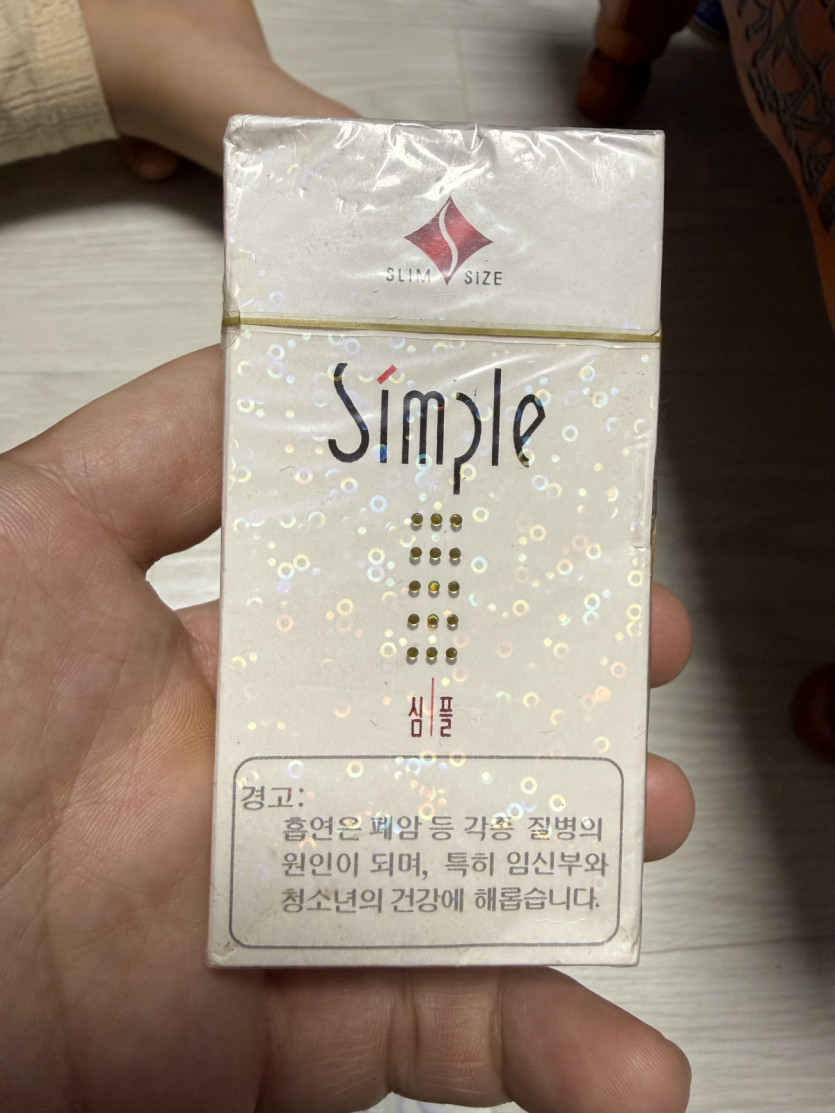 SLIM SIZE
Simple
심플
경고:
흡연은 폐암 등 각종 질병의
원인이 되며, 특히 임신부와
청소년의 건강에 해롭습니다.